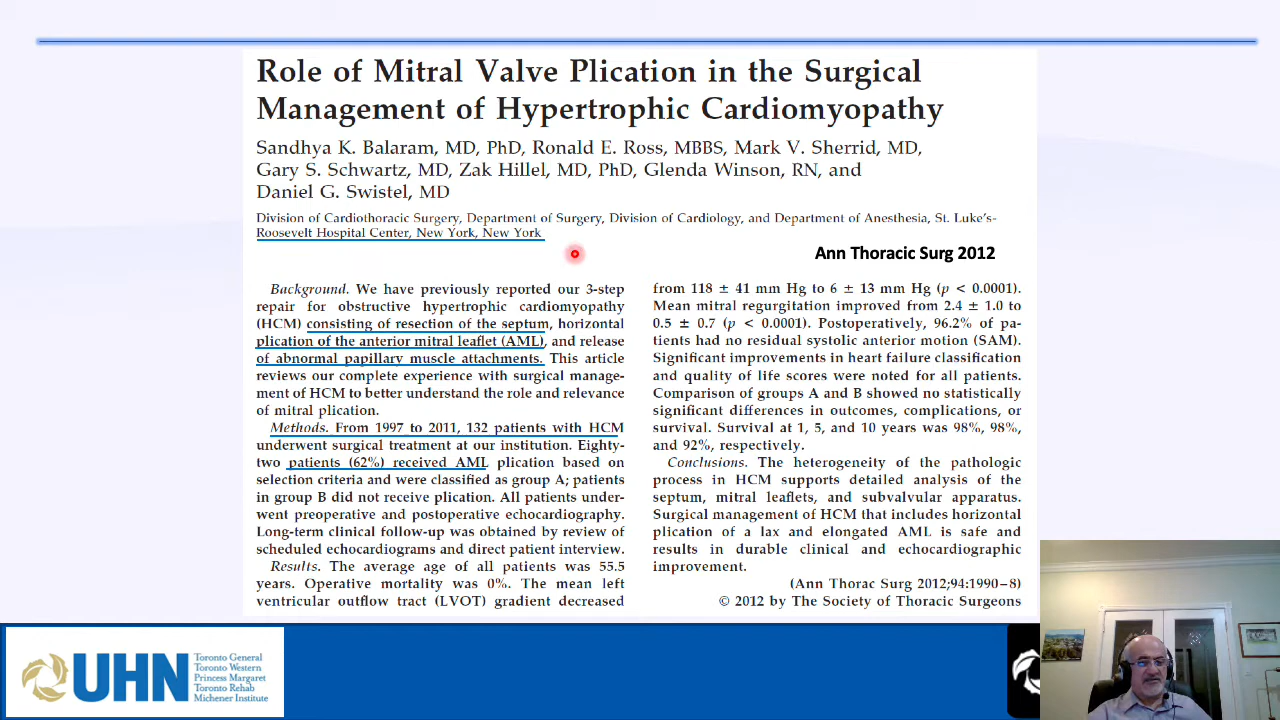 Role of Mitral Valve Plication in the Surgical
Management of Hypertrophic Cardiomyopathy
Sandhya K. Balaram, MD, PhD, Ronald E. Ross, MBBS, Mark V. Sherrid, MD,
Gary S. Schwartz, MD, Zak Hillel, MD, PhD, Glenda Winson, RN, and
Daniel G. Swistel, MD
Division of Cardiothoracic Surgery, Department of Surgery, Division of Cardiology, and Department of Anesthesia, St. Luke's-
Roosevelt Hospital Center, New York, New York
Ann Thoracic Surg 2012
Background. We have previously reported our 3-step
repair for obstructive hypertrophic cardiomyopathy
(HCM) consisting of resection of the septum, horizontal
plication of the anterior mitral leaflet (AML), and release
of abnormal papillary muscle attachments. This article
reviews our complete experience with surgical manage-
ment of HCM to better understand the role and relevance
of mitral plication.
Methods. From 1997 to 2011, 132 patients with HCM
underwent surgical treatment at our institution. Eighty-
two patients (62%) received AML plication based on
selection criteria and were classified as group A; patients
in group B did not receive plication. All patients under-
went preoperative and postoperative echocardiography.
Long-term clinical follow-up was obtained by review of
scheduled echocardiograms and direct patient interview.
Results. The average age of all patients was 55.5
years. Operative mortality was 0%. The mean left
ventricular outflow tract (LVOT) gradient decreased
from 118 ± 41 mm Hg to 6 ± 13 mm Hg (p < 0.0001).
Mean mitral regurgitation improved from 2.4 ± 1.0 to
0.5 ± 0.7 (p < 0.0001). Postoperatively, 96.2% of pa-
tients had no residual systolic anterior motion (SAM).
Significant improvements in heart failure classification
and quality of life scores were noted for all patients.
Comparison of groups A and B showed no statistically
significant differences in outcomes, complications, or
survival. Survival at 1, 5, and 10 years was 98%, 98%,
and 92%, respectively.
Conclusions. The heterogeneity of the pathologic
process in HCM supports detailed analysis of the
septum, mitral leaflets, and subvalvular apparatus.
Surgical management of HCM that includes horizontal
plication of a lax and elongated AML is safe and
results in durable clinical and echocardiographic
improvement.
(Ann Thorac Surg 2012;94:1990–8)
© 2012 by The Society of Thoracic Surgeons
UHN
Toronto General
Toronto Western
Princess Margaret
Toronto Rehab
Michener Institute